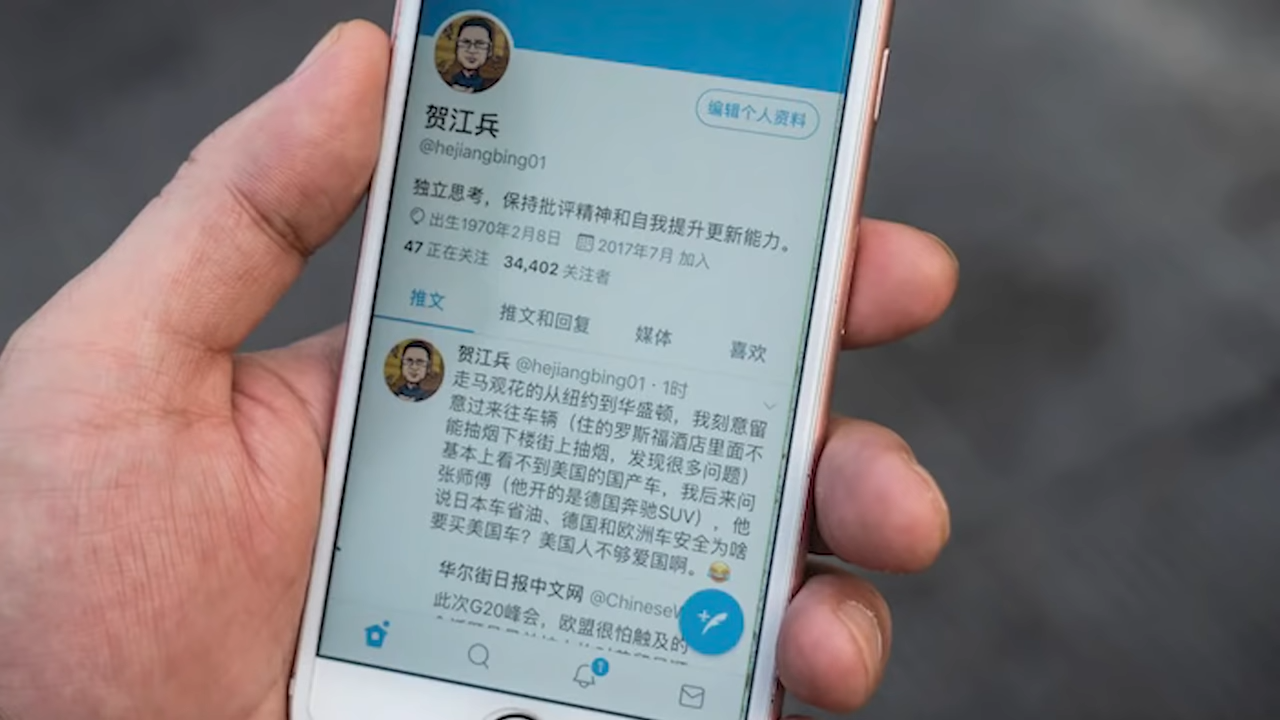 贺江兵
编辑个人资料
@hejiangbing01
独立思考，保持批评精神和自我提升更新能力。
出生1970年2月8日 2017年7月 加入
47 正在关注 34,402 关注者
推文 推文和回复 媒体 喜欢
贺江兵 @hejiangbing01 · 1时
走马观花的从纽约到华盛顿，我刻意留
意过来往车辆（住的罗斯福酒店里面不
能抽烟下楼街上抽烟，发现很多问题）
基本上看不到美国的国产车，我后来问
张师傅（他开的是德国奔驰SUV），他
说日本车省油、德国和欧洲车安全为啥
要买美国车？美国人不够爱国啊。😂
华尔街日报中文网 @ChineseW
此次G20峰会，欧盟很怕触及的
1